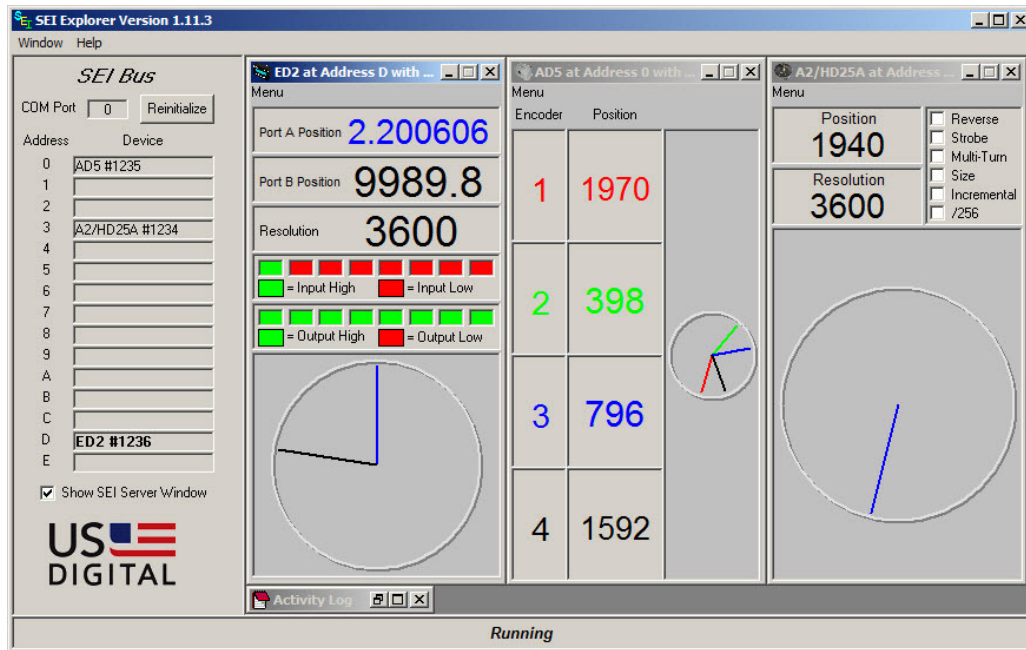 SEI Explorer Version 1.11.3
Window Help
SEI Bus
COM Port 0 Reinitialize
Address Device
0 AD5 #1235
1
2
3 A2/HD25A #1234
4
5
6
7
8
9
A
B
C
D ED2 #1236
E
Show SEI Server Window
US
DIGITAL
ED2 at Address D with ...
Menu
Port A Position 2.200606
Port B Position 9989.8
Resolution 3600
= Input High = Input Low
= Output High = Output Low
AD5 at Address 0 with ...
Menu
Encoder Position
1 1970
2 398
3 796
4 1592
A2/HD25A at Address ...
Menu
Position
1940
Resolution
3600
Reverse
Strobe
Multi-Turn
Size
Incremental
/256
Activity Log
Running